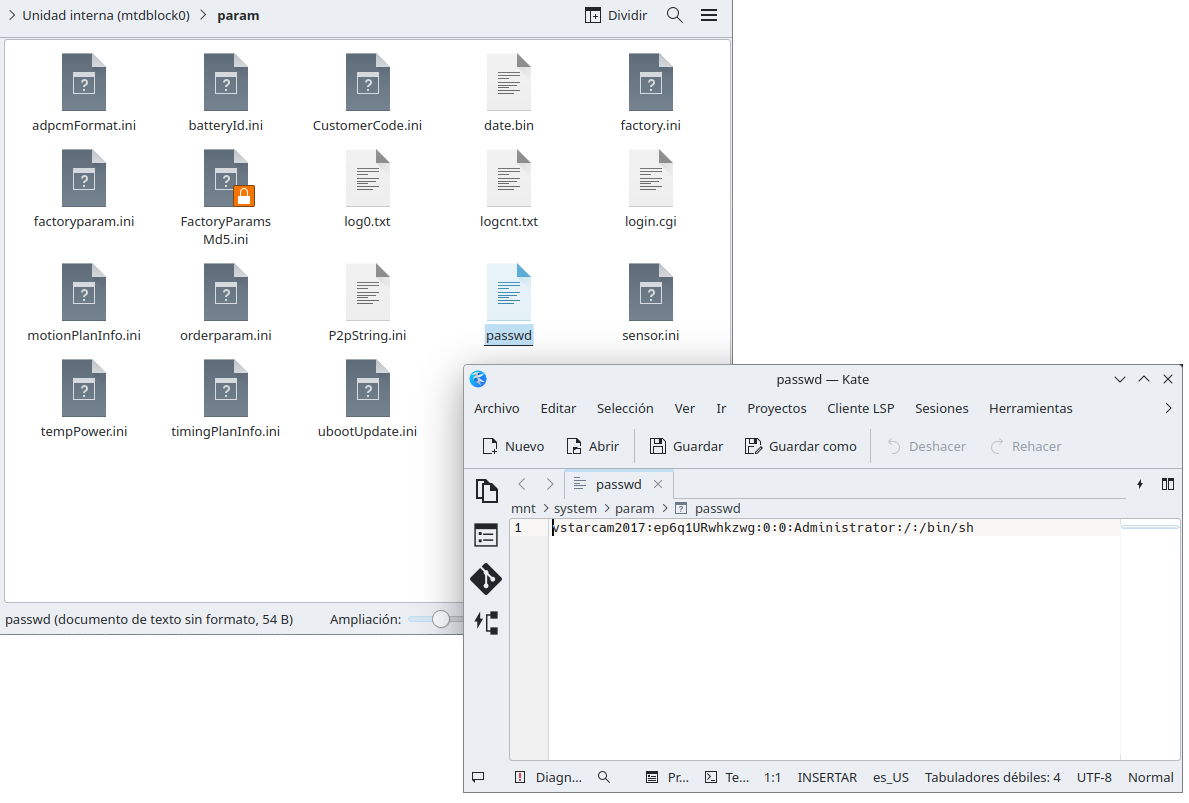 Unidad interna (mtdblock0) param Dividir
adpcmFormat.ini batteryId.ini CustomerCode.ini date.bin factory.ini
factoryparam.ini FactoryParams log0.txt logcnt.txt login.cgi
Md5.ini
motionPlanInfo.ini orderparam.ini P2pString.ini passwd sensor.ini
tempPower.ini timingPlanInfo.ini ubootUpdate.ini
passwd (documento de texto sin formato, 54 B) Ampliación:
passwd — Kate
Archivo Editar Selección Ver Ir Proyectos Cliente LSP Sesiones Herramientas
Nuevo Abrir Guardar Guardar como Deshacer Rehacer
passwd
mnt system param passwd
1 vstarcam2017:ep6q1URwhkzwg:0:0:Administrator:/:/bin/sh
Diagn... Pr... Te... 1:1 INSERTAR es_US Tabuladores débiles: 4 UTF-8 Normal